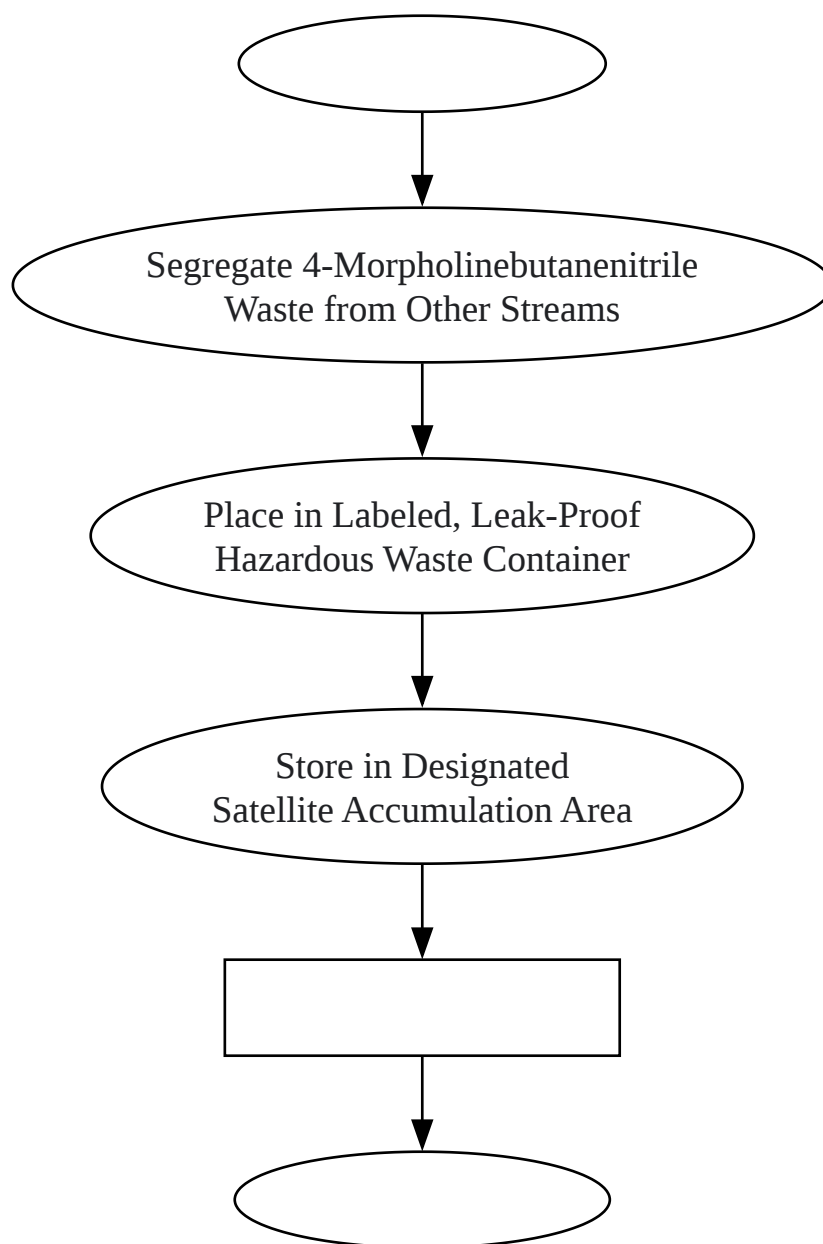 Segregate 4-Morpholinebutanenitrile
Waste from Other Streams
Place in Labeled, Leak-Proof
Hazardous Waste Container
Store in Designated
Satellite Accumulation Area